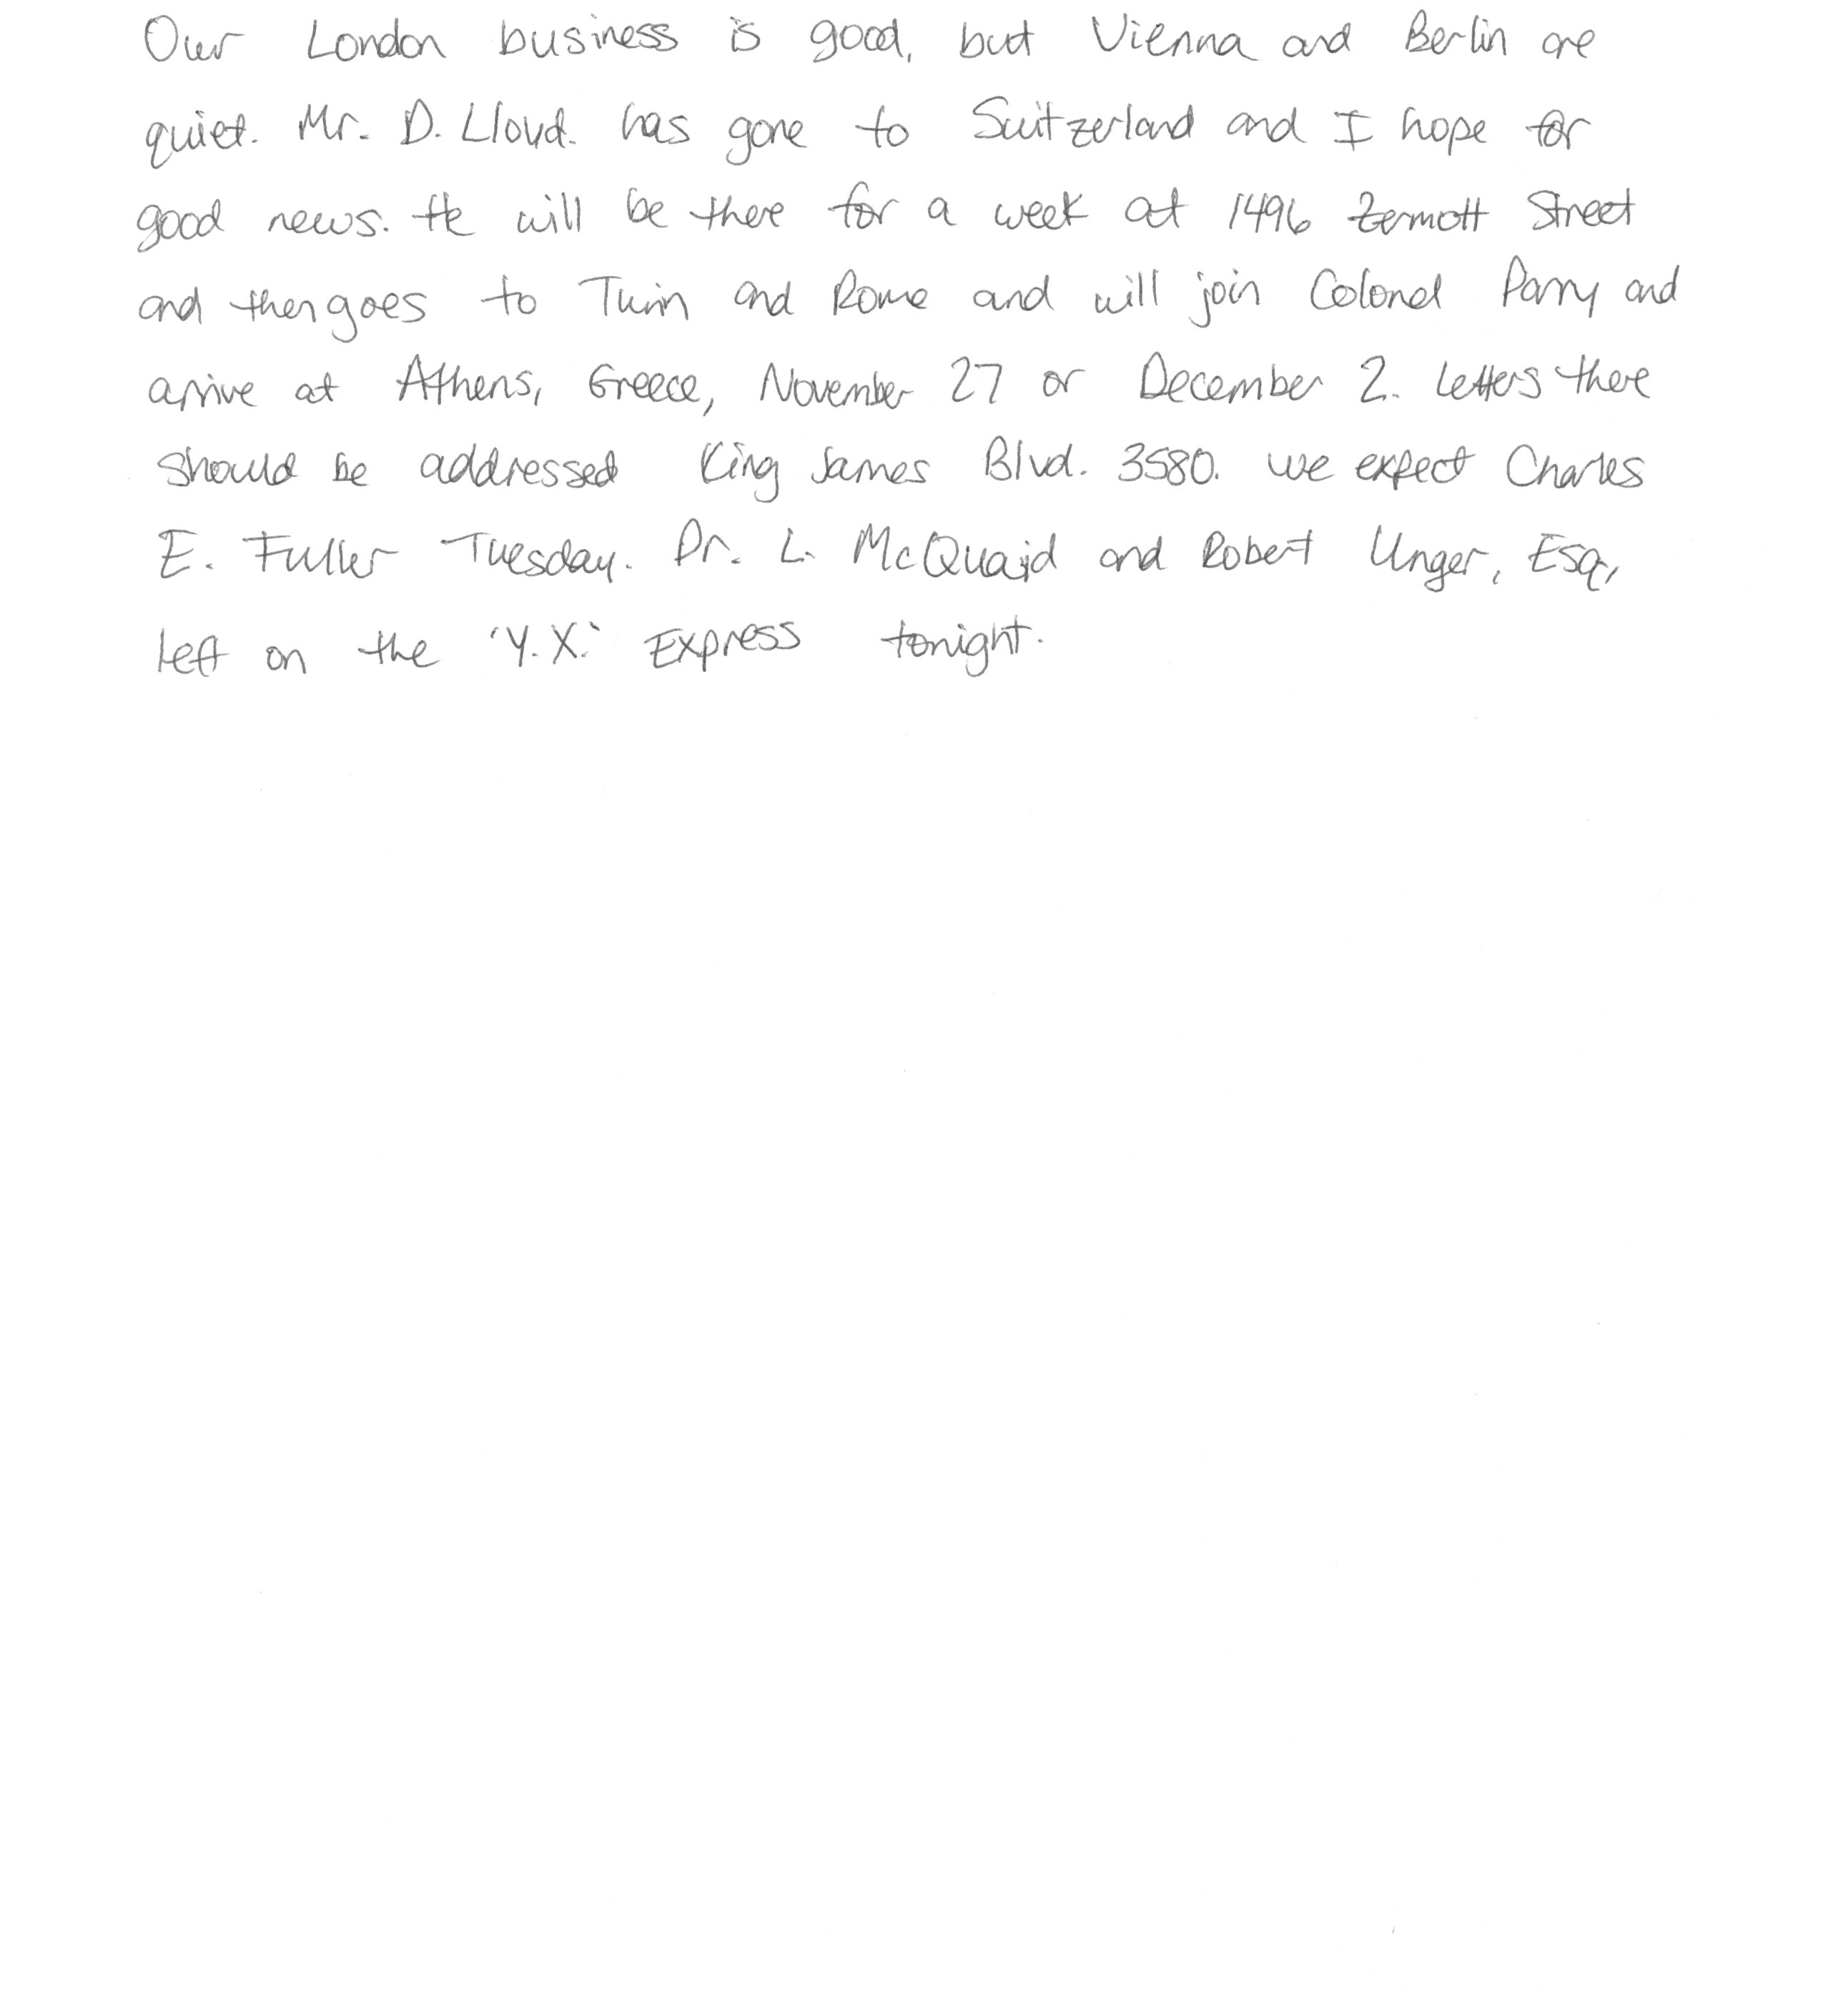 Our London business is good, but Vienna and Berlin are
quiet. Mr. D. Lloyd. has gone to Switzerland and I hope for
good news. He will be there for a week at 1496 Zermott Street
and then goes to Turin and Rome and will join Colonel Parry and
arrive at Athens, Greece, November 27 or December 2. Letters there
should be addressed King James Blvd. 3580. We expect Charles
E. Fuller Tuesday. Dr. L. McQuaid and Robert Unger, Esq,
left on the 'Y.X.' Express tonight.